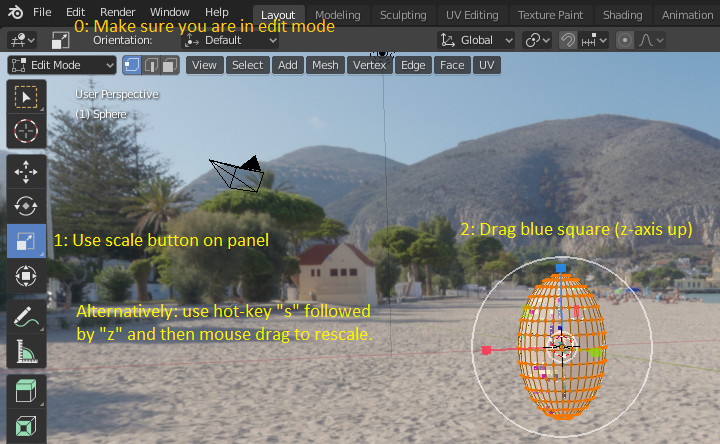 File Edit Render Window Help Layout Modeling Sculpting UV Editing Texture Paint Shading Animation
0: Make sure you are in edit mode
Orientation: Default Global
Edit Mode View Select Add Mesh Vertex Edge Face UV
User Perspective
(1) Sphere
2: Drag blue square (z-axis up)
1: Use scale button on panel
Alternatively: use hot-key "s" followed
by "z" and then mouse drag to rescale.